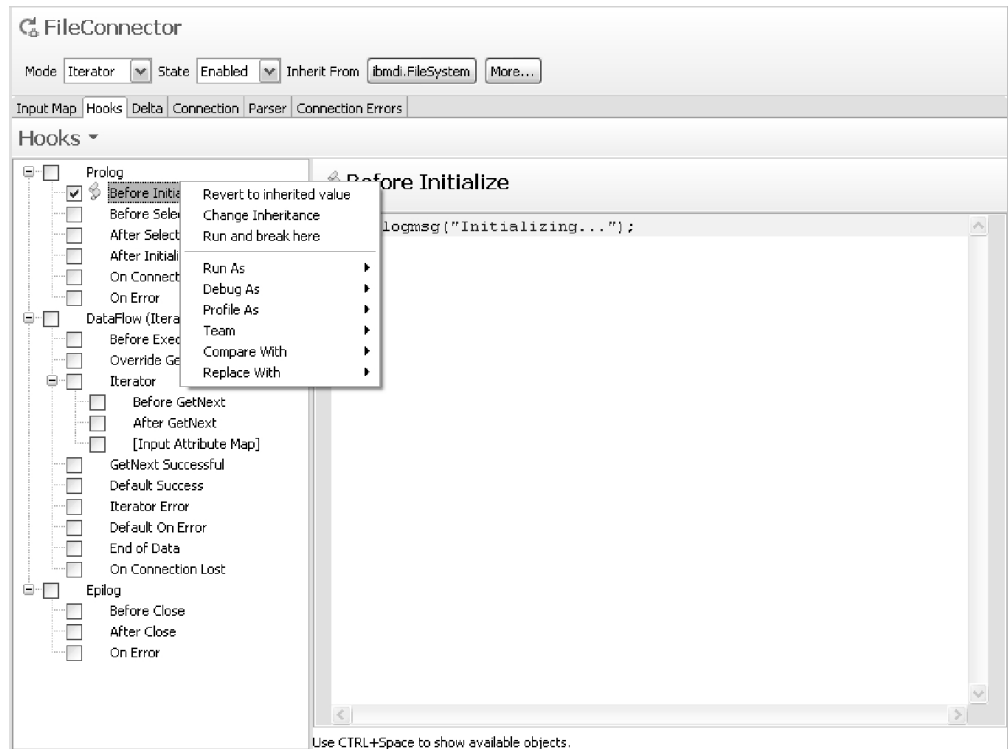 FileConnector
Mode Iterator State Enabled Inherit From ibmdi.FileSystem More...
Input Map Hooks Delta Connection Parser Connection Errors
Hooks
Prolog
Before Initia
Before Sele
After Select
After Initiali
On Connect
On Error
DataFlow (Itera
Before Exec
Override Ge
Iterator
Before GetNext
After GetNext
[Input Attribute Map]
GetNext Successful
Default Success
Iterator Error
Default On Error
End of Data
On Connection Lost
Epilog
Before Close
After Close
On Error
Revert to inherited value
Change Inheritance
Run and break here
Run As
Debug As
Profile As
Team
Compare With
Replace With
Before Initialize
logmsg("Initializing...");
Use CTRL+Space to show available objects.